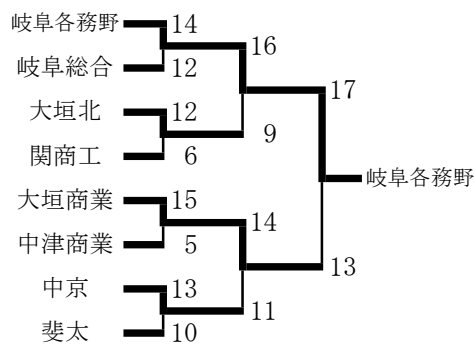 岐阜各務野 14
16
岐阜総合 12
17
大垣北 12
9
関商工 6
岐阜各務野
大垣商業 15
14
中津商業 5
13
中京 13
11
斐太 10